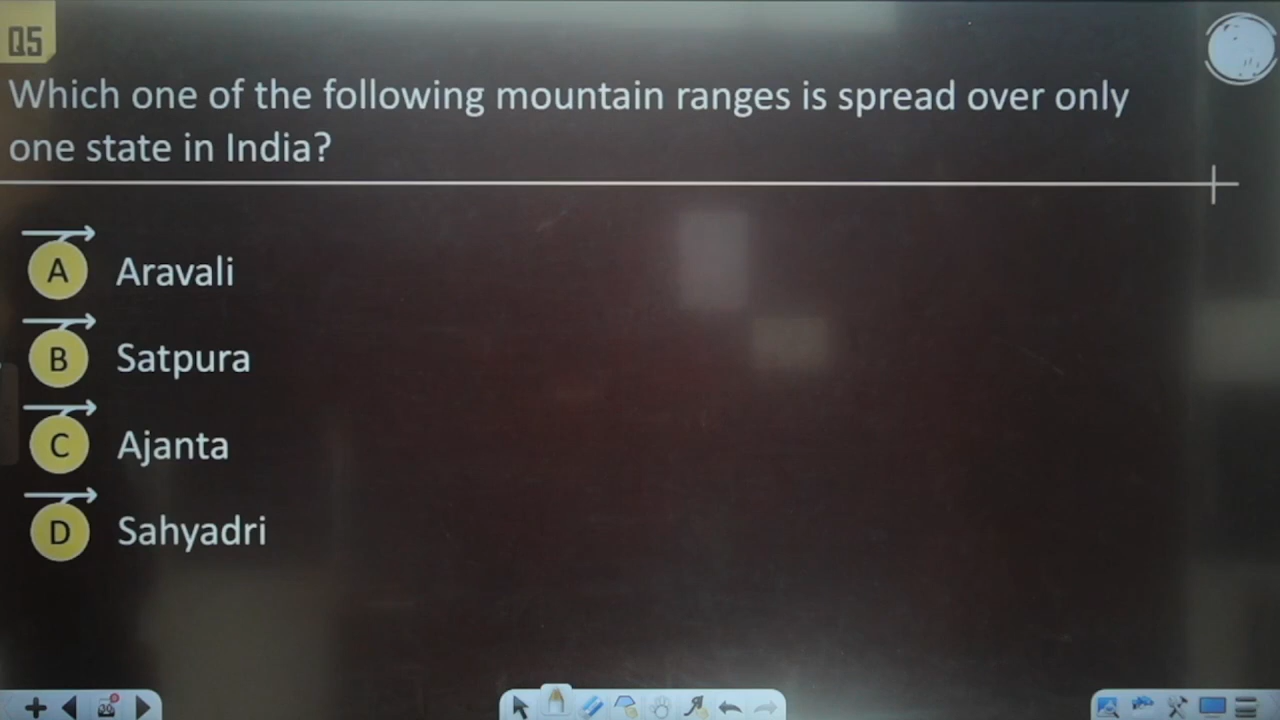 Q5
Which one of the following mountain ranges is spread over only
one state in India?
A Aravali
B Satpura
C Ajanta
D Sahyadri